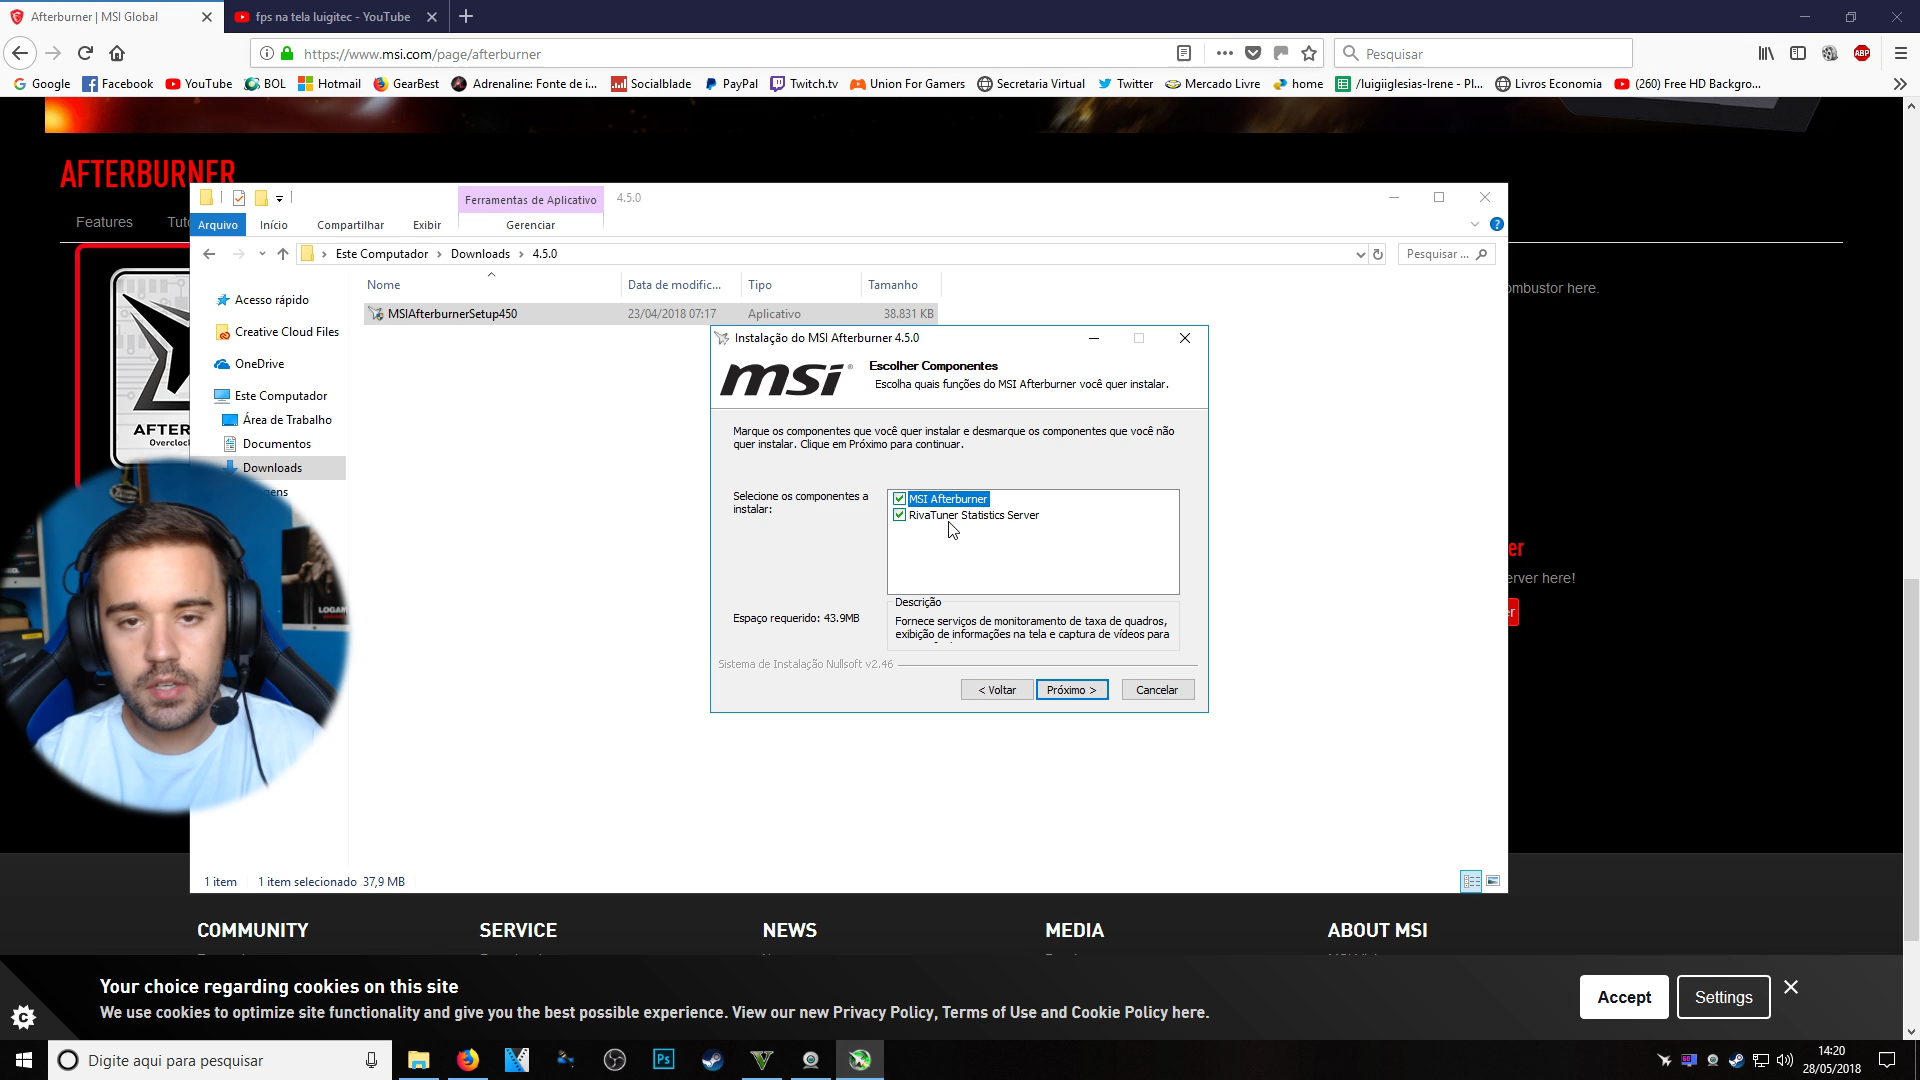 Afterburner | MSI Global
fps na tela luigitec - YouTube
https://www.msi.com/page/afterburner
Pesquisar
ABP
Google
Facebook
YouTube
BOL
Hotmail
GearBest
Adrenaline: Fonte de i...
Socialblade
PayPal
Twitch.tv
Union For Gamers
Secretaria Virtual
Twitter
Mercado Livre
home
/luigiiglesias-Irene - Pl...
Livros Economia
(260) Free HD Backgro...
AFTERBURNER
Features
Ferramentas de Aplicativo
4.5.0
Arquivo
Início
Compartilhar
Exibir
Gerenciar
Este Computador
Downloads
4.5.0
Pesquisar ...
Nome
Data de modific...
Tipo
Tamanho
MSIAfterburnerSetup450
23/04/2018 07:17
Aplicativo
38.831 KB
Acesso rápido
Creative Cloud Files
OneDrive
Este Computador
Área de Trabalho
Documentos
Downloads
Instalação do MSI Afterburner 4.5.0
msi
Escolher Componentes
Escolha quais funções do MSI Afterburner você quer instalar.
Marque os componentes que você quer instalar e desmarque os componentes que você não
quer instalar. Clique em Próximo para continuar.
Selecione os componentes a
instalar:
MSI Afterburner
RivaTuner Statistics Server
Espaço requerido: 43.9MB
Descrição
Fornece serviços de monitoramento de taxa de quadros,
exibição de informações na tela e captura de vídeos para
Sistema de Instalação Nullsoft v2.46
< Voltar
Próximo >
Cancelar
here.
here!
1 item
1 item selecionado 37,9 MB
COMMUNITY
SERVICE
NEWS
MEDIA
ABOUT MSI
Your choice regarding cookies on this site
We use cookies to optimize site functionality and give you the best possible experience. View our new Privacy Policy, Terms of Use and Cookie Policy here.
Accept
Settings
Digite aqui para pesquisar
Ps
14:20
28/05/2018